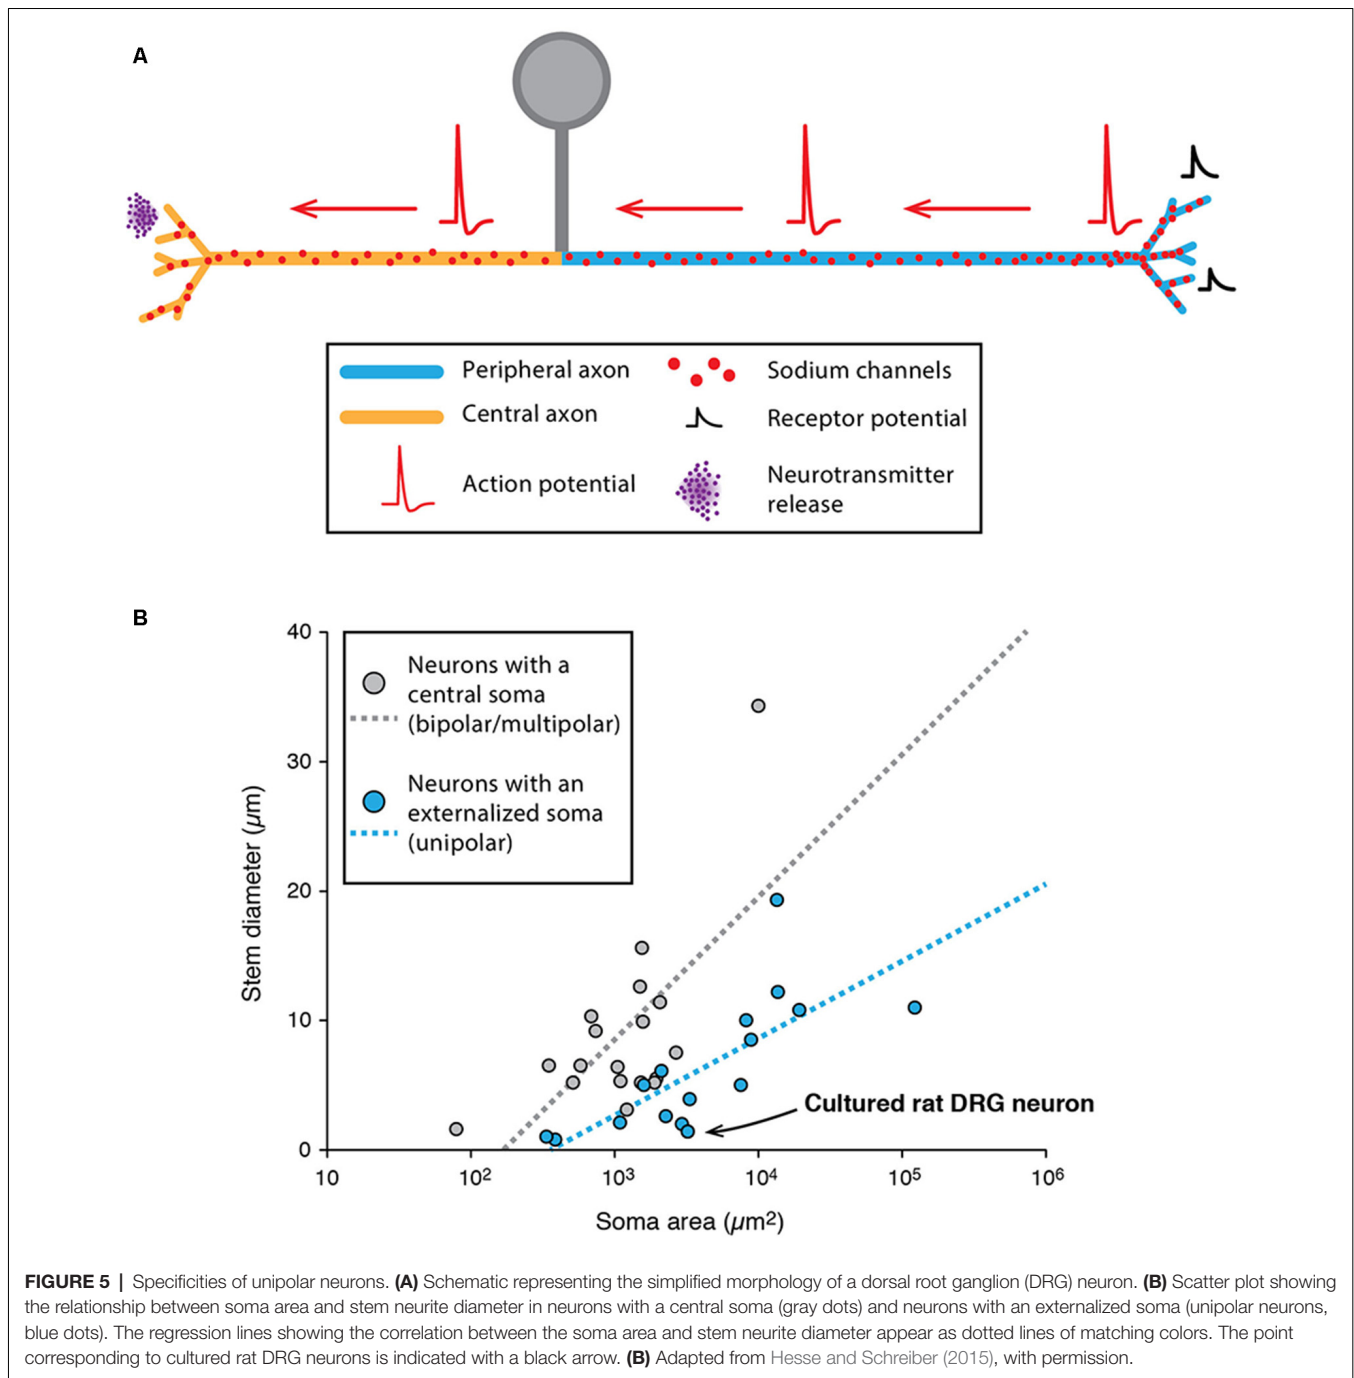 A
Peripheral axon
Sodium channels
Central axon
Receptor potential
Action potential
Neurotransmitter
release
B
40
30
20
10
0
Stem diameter (μm)
Neurons with a
central soma
(bipolar/multipolar)
Neurons with an
externalized soma
(unipolar)
Cultured rat DRG neuron
10
10²
10³
10⁴
10⁵
10⁶
Soma area (μm²)
FIGURE 5 | Specificities of unipolar neurons. (A) Schematic representing the simplified morphology of a dorsal root ganglion (DRG) neuron. (B) Scatter plot showing
the relationship between soma area and stem neurite diameter in neurons with a central soma (gray dots) and neurons with an externalized soma (unipolar neurons,
blue dots). The regression lines showing the correlation between the soma area and stem neurite diameter appear as dotted lines of matching colors. The point
corresponding to cultured rat DRG neurons is indicated with a black arrow. (B) Adapted from Hesse and Schreiber (2015), with permission.